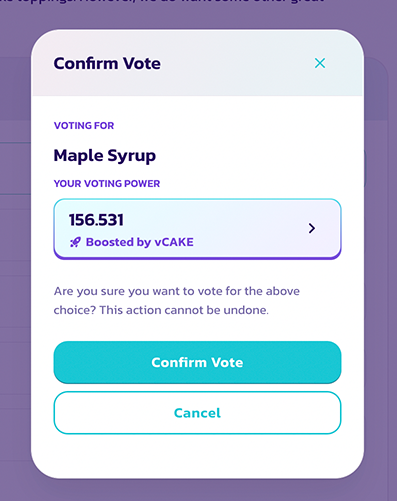 toppings. However, we do want some other great
Confirm Vote
VOTING FOR
Maple Syrup
YOUR VOTING POWER
156.531
Boosted by vCAKE
Are you sure you want to vote for the above
choice? This action cannot be undone.
Confirm Vote
Cancel